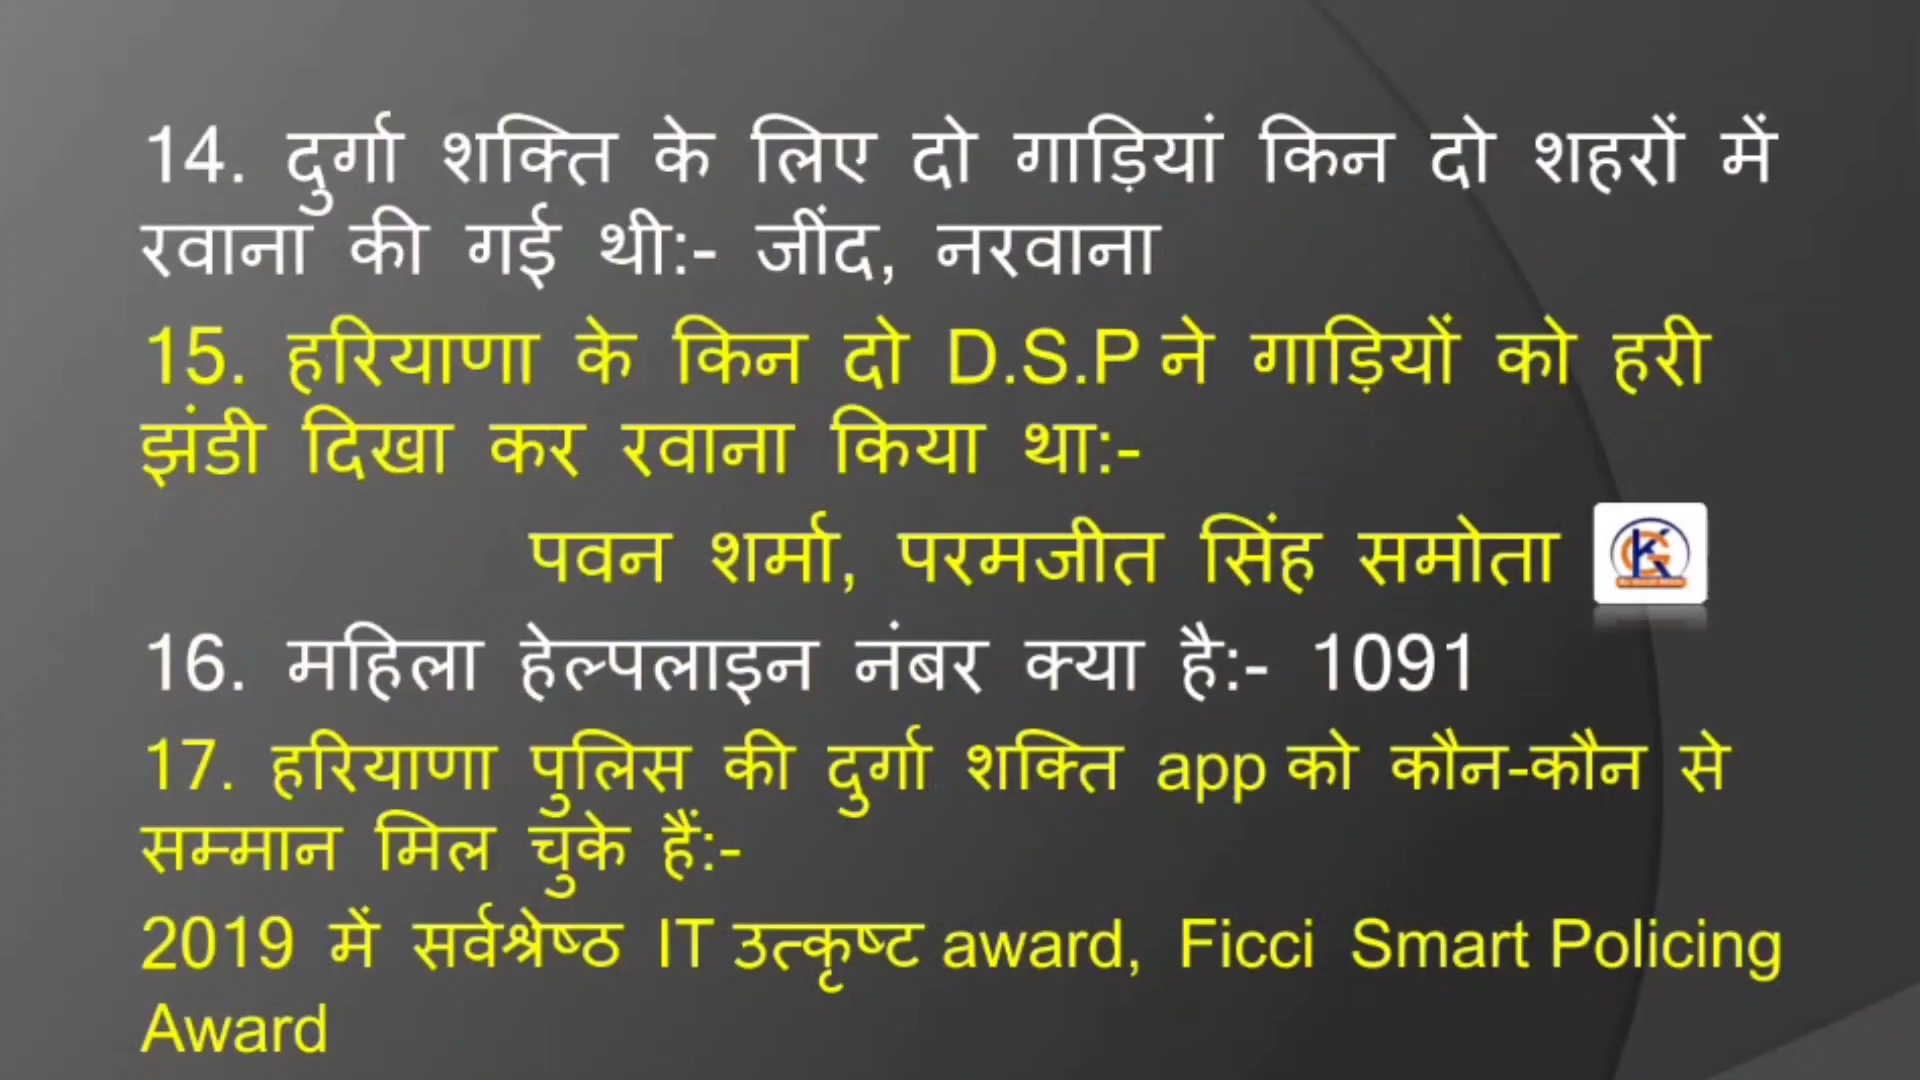 14. दुर्गा शक्ति के लिए दो गाड़ियां किन दो शहरों में
रवाना की गई थी:- जींद, नरवाना
15. हरियाणा के किन दो D.S.P ने गाड़ियों को हरी
झंडी दिखा कर रवाना किया था:-
पवन शर्मा, परमजीत सिंह समोता
16. महिला हेल्पलाइन नंबर क्या है:- 1091
17. हरियाणा पुलिस की दुर्गा शक्ति app को कौन-कौन से
सम्मान मिल चुके हैं:-
2019 में सर्वश्रेष्ठ IT उत्कृष्ट award, Ficci Smart Policing
Award